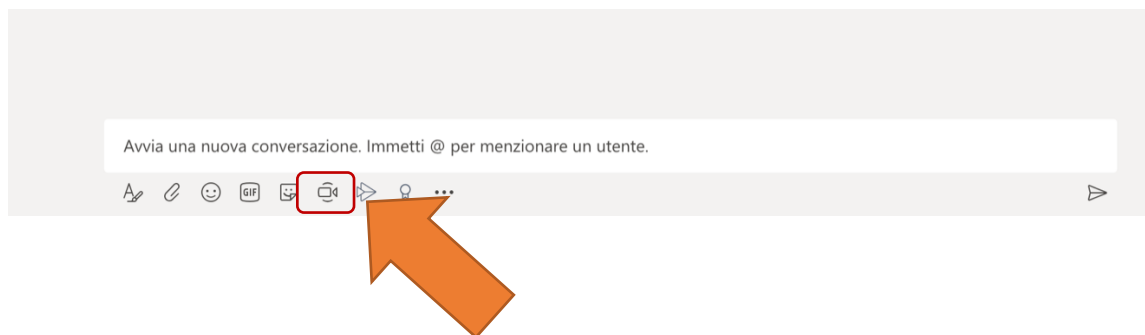 Avvia una nuova conversazione. Immetti @ per menzionare un utente.
GIF